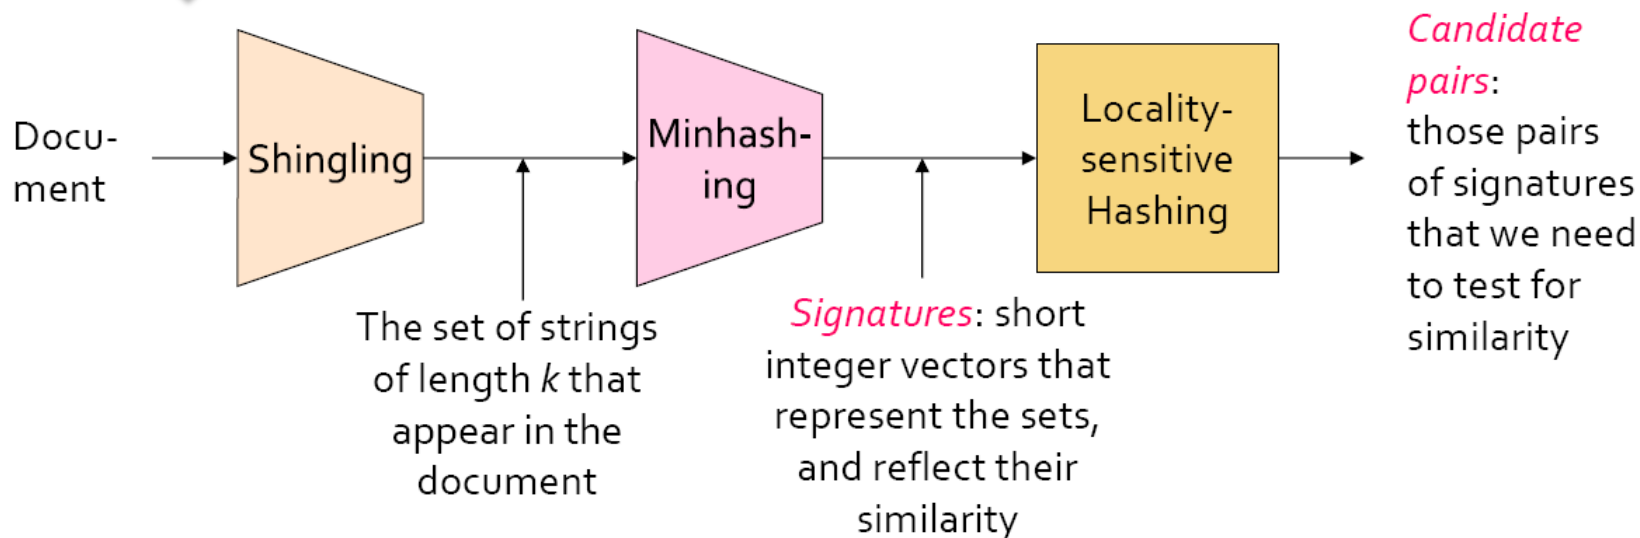 Docu-
ment
Shingling
The set of strings
of length k that
appear in the
document
Minhash-
ing
Signatures: short
integer vectors that
represent the sets,
and reflect their
similarity
Locality-
sensitive
Hashing
Candidate
pairs:
those pairs
of signatures
that we need
to test for
similarity